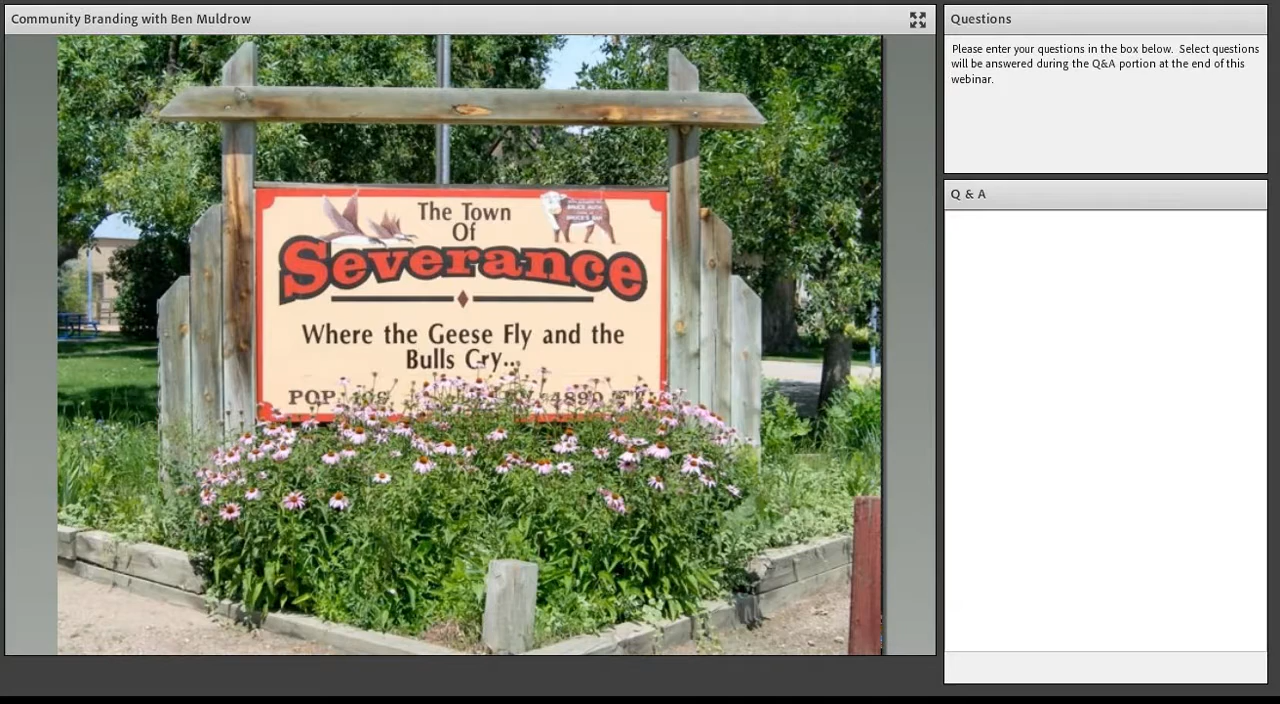 Community Branding with Ben Muldrow
The Town
Of
Severance
Where the Geese Fly and the
Bulls Cry...
POP.
4890
Questions
Please enter your questions in the box below. Select questions
will be answered during the Q&A portion at the end of this
webinar.
Q & A